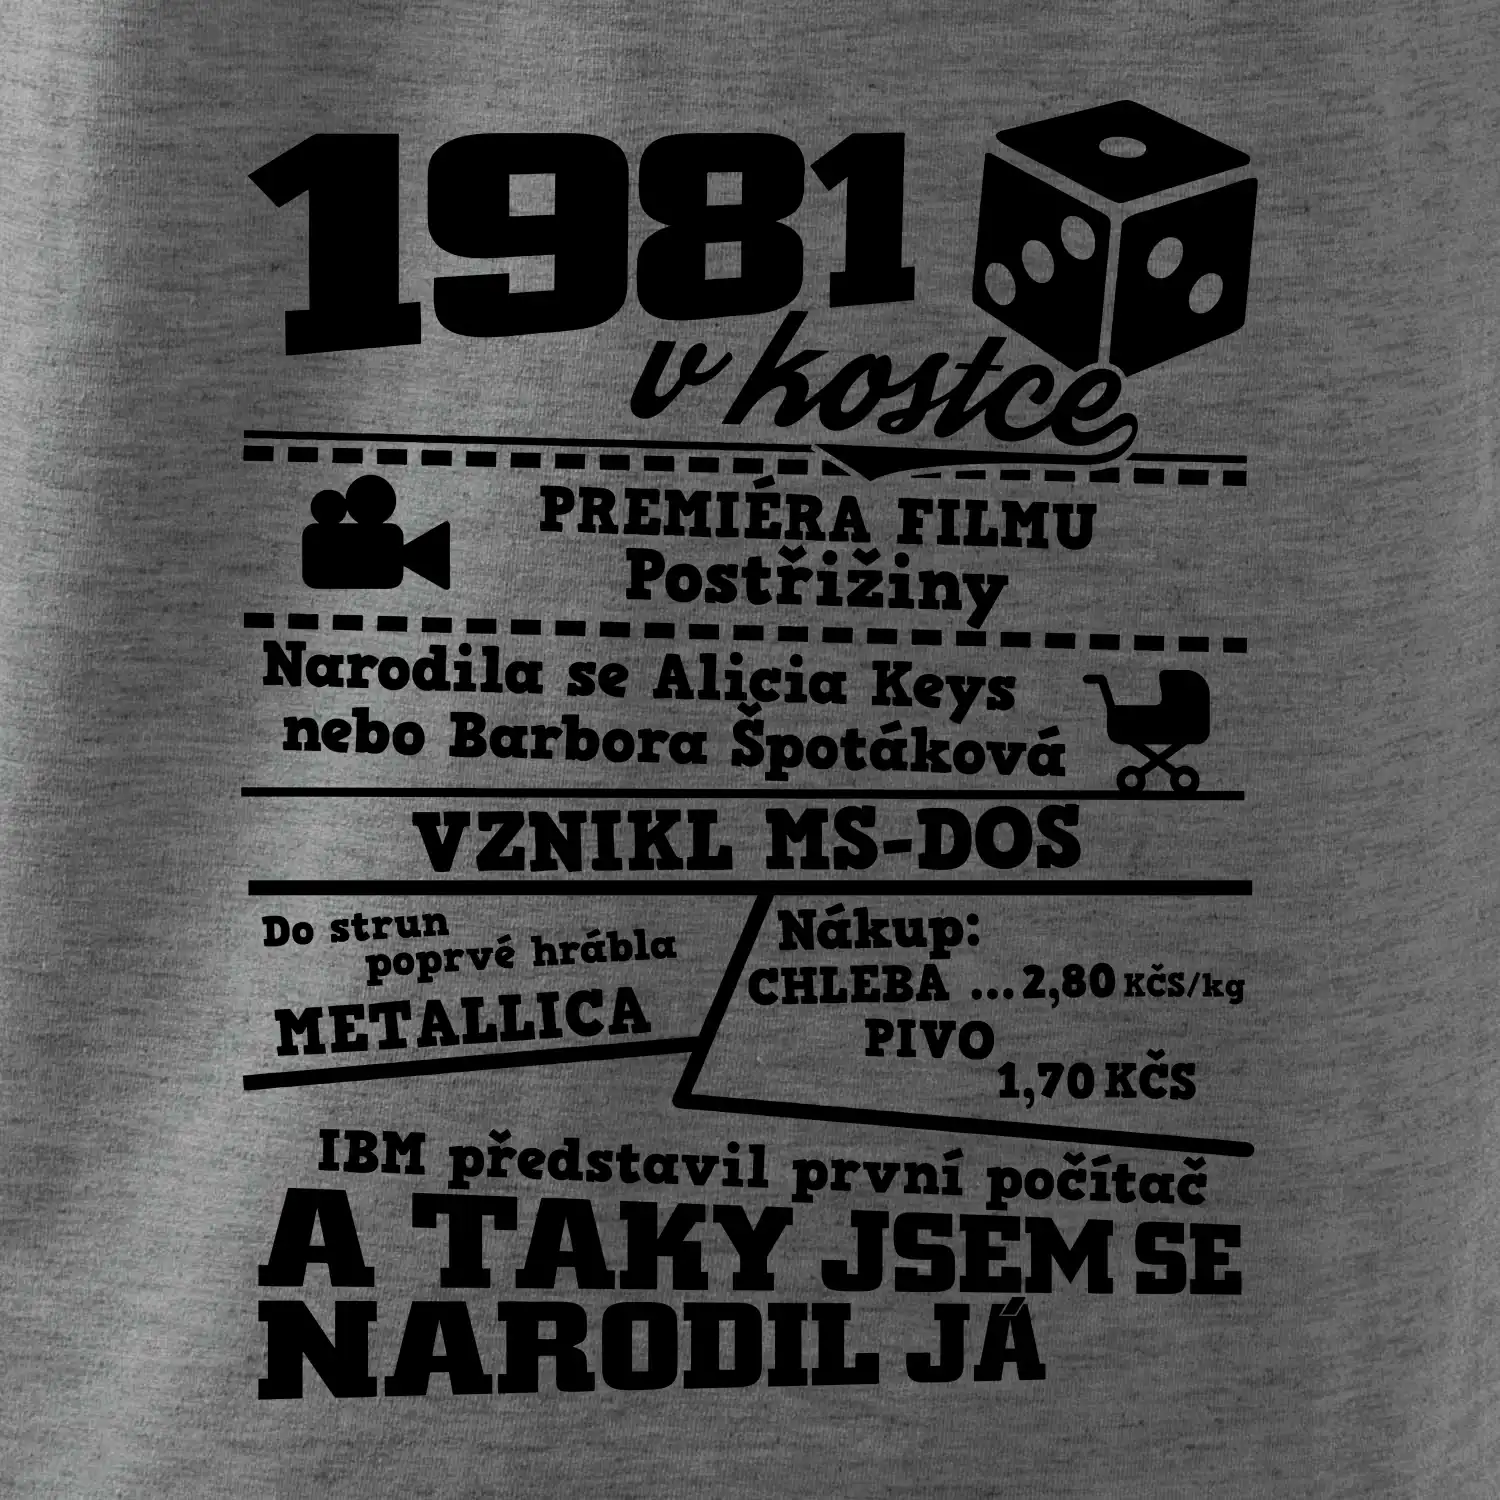 1981
v kostce
PREMIÉRA FILMU
Postřižiny
Narodila se Alicia Keys
nebo Barbora Špotáková
VZNIKL MS-DOS
Do strun
poprvé hrábla
METALLICA
Nákup:
CHLEBA ...2,80 KČS/kg
PIVO
1,70 KČS
IBM představil první počítač
A TAKY JSEM SE
NARODIL JÁ